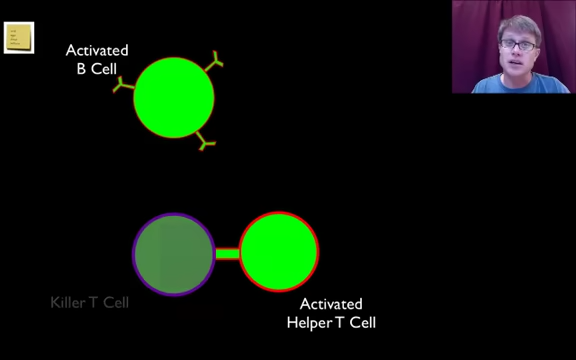 Activated
B Cell
Killer T Cell
Activated
Helper T Cell